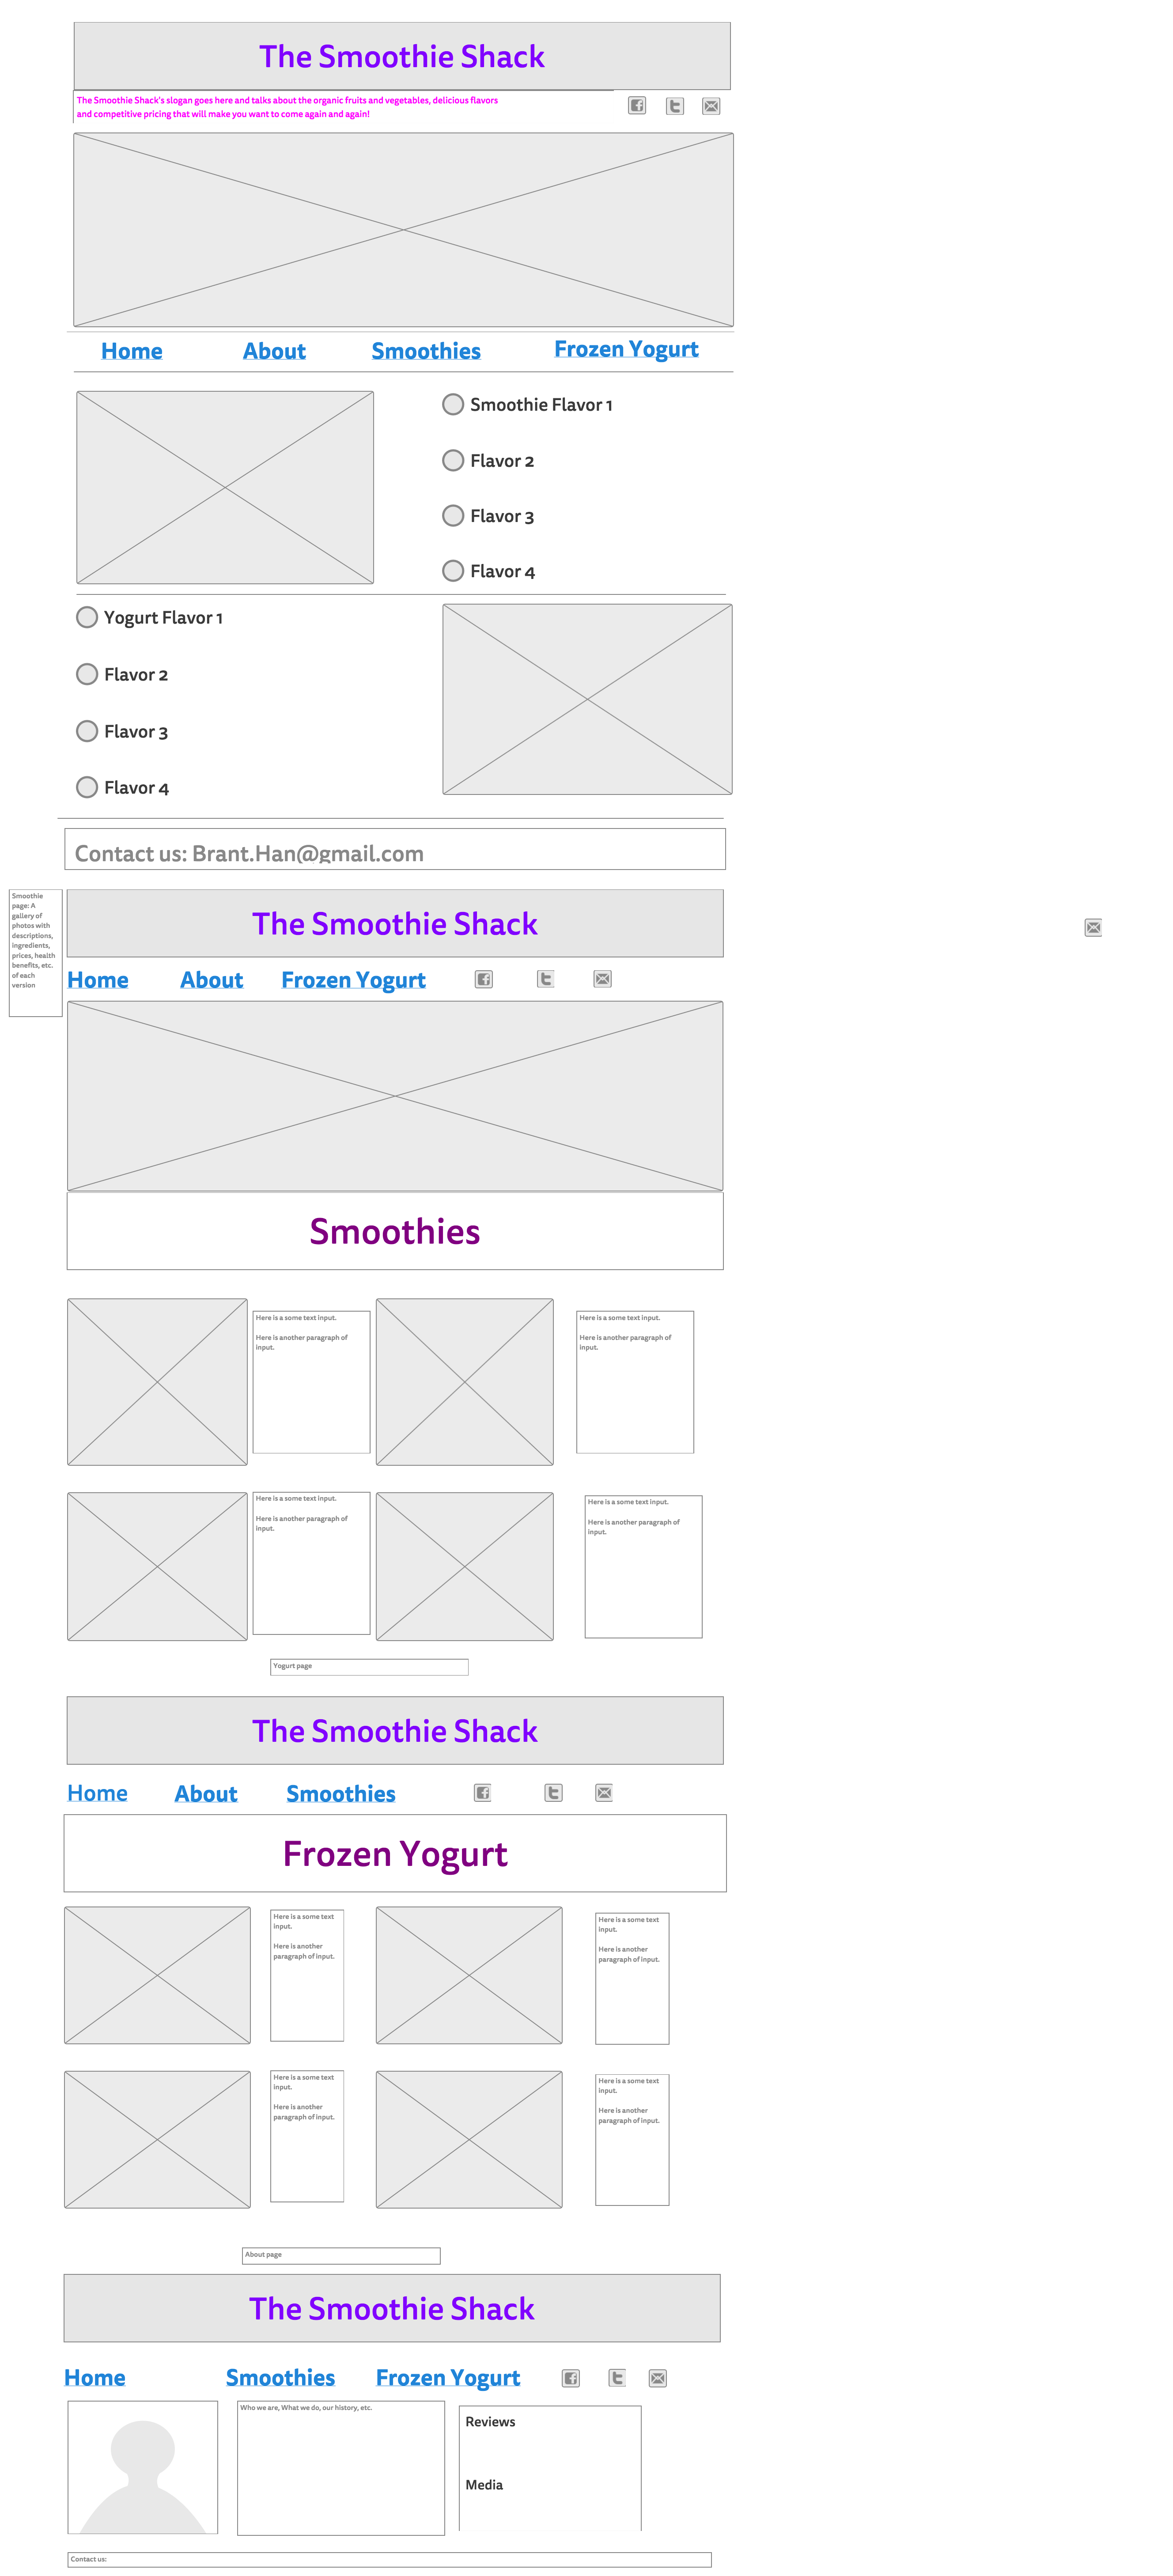 The Smoothie Shack
The Smoothie Shack's slogan goes here and talks about the organic fruits and vegetables, delicious flavors
and competitive pricing that will make you want to come again and again!
Home About Smoothies Frozen Yogurt
Smoothie Flavor 1
Flavor 2
Flavor 3
Flavor 4
Yogurt Flavor 1
Flavor 2
Flavor 3
Flavor 4
Contact us: Brant.Han@gmail.com
Smoothie
page: A
gallery of
photos with
descriptions,
ingredients,
prices, health
benefits, etc.
of each
version
The Smoothie Shack
Home About Frozen Yogurt
Smoothies
Here is a some text input.
Here is another paragraph of
input.
Here is a some text input.
Here is another paragraph of
input.
Here is a some text input.
Here is another paragraph of
input.
Here is a some text input.
Here is another paragraph of
input.
Yogurt page
The Smoothie Shack
Home About Smoothies
Frozen Yogurt
Here is a some text
input.
Here is another
paragraph of input.
Here is a some text
input.
Here is another
paragraph of input.
Here is a some text
input.
Here is another
paragraph of input.
Here is a some text
input.
Here is another
paragraph of input.
About page
The Smoothie Shack
Home Smoothies Frozen Yogurt
Who we are, What we do, our history, etc.
Reviews
Media
Contact us: